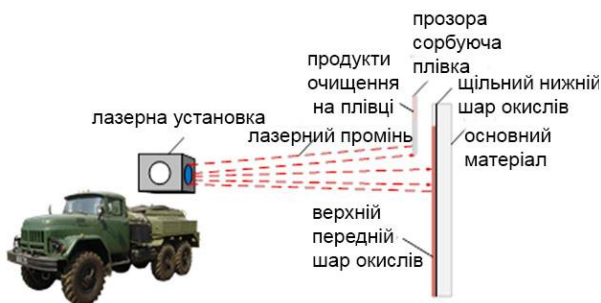 прозора
сорбуюча
плівка
продукти
очищення
на плівці
щільний нижній
шар окислів
лазерна установка
лазерний промінь
основний
матеріал
верхній
передній
шар окислів